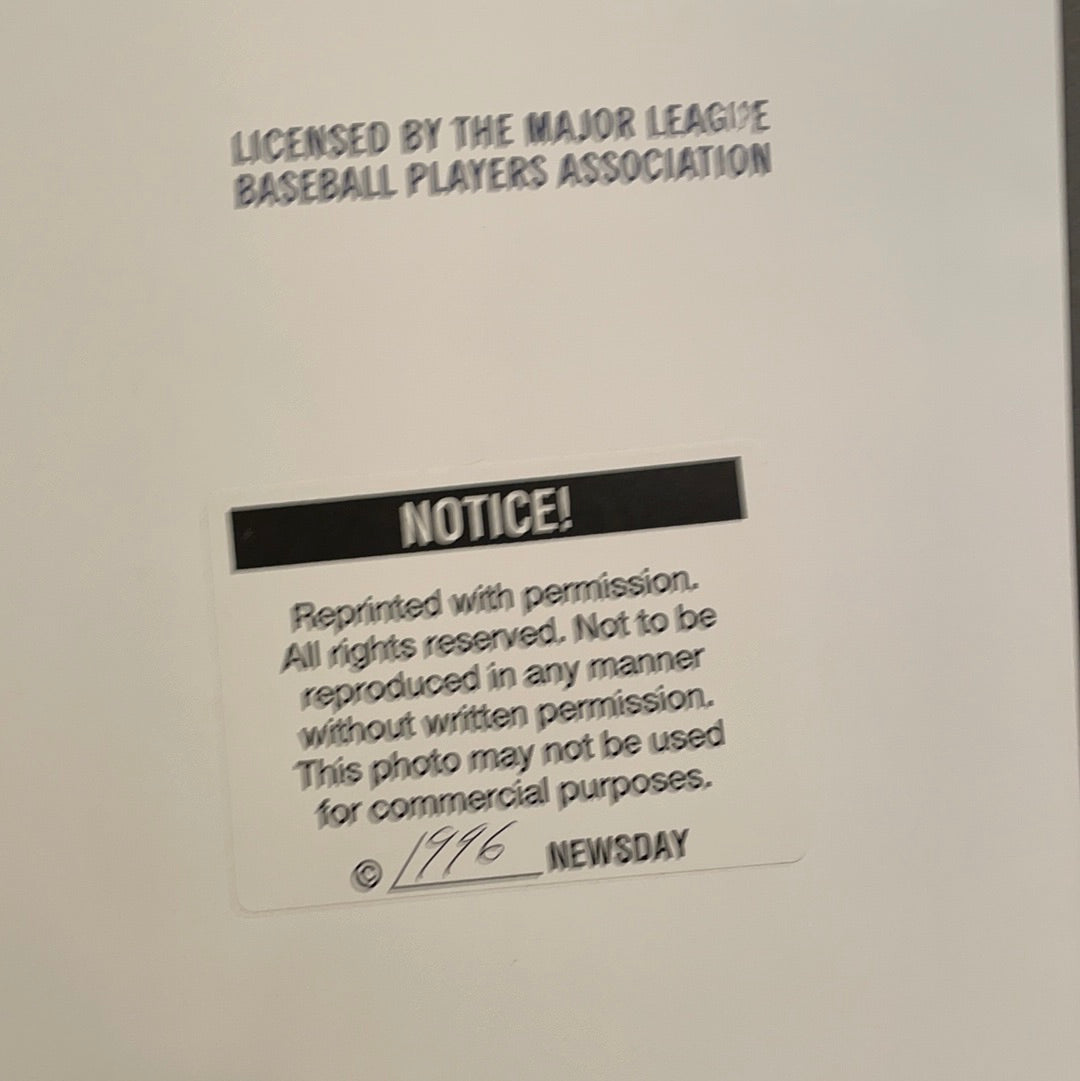 LICENSED BY THE MAJOR LEAGUE
BASEBALL PLAYERS ASSOCIATION
NOTICE!
Reprinted with permission.
All rights reserved. Not to be
reproduced in any manner
without written permission.
This photo may not be used
for commercial purposes.
© 1996 NEWSDAY